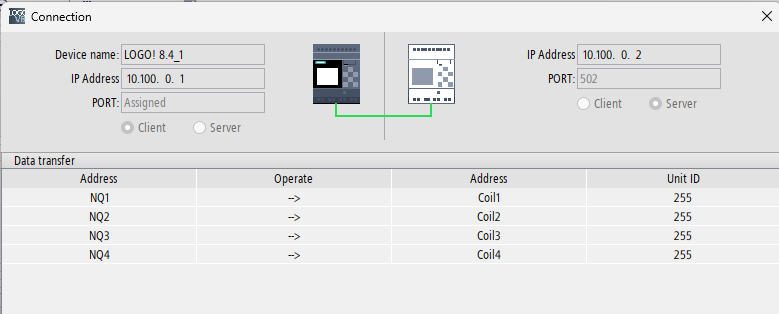 Connection
Device name: LOGO! 8.4_1
IP Address 10.100. 0. 1
PORT: Assigned
Client Server
IP Address 10.100. 0. 2
PORT: 502
Client Server
Data transfer
Address Operate Address Unit ID
NQ1 --> Coil1 255
NQ2 --> Coil2 255
NQ3 --> Coil3 255
NQ4 --> Coil4 255